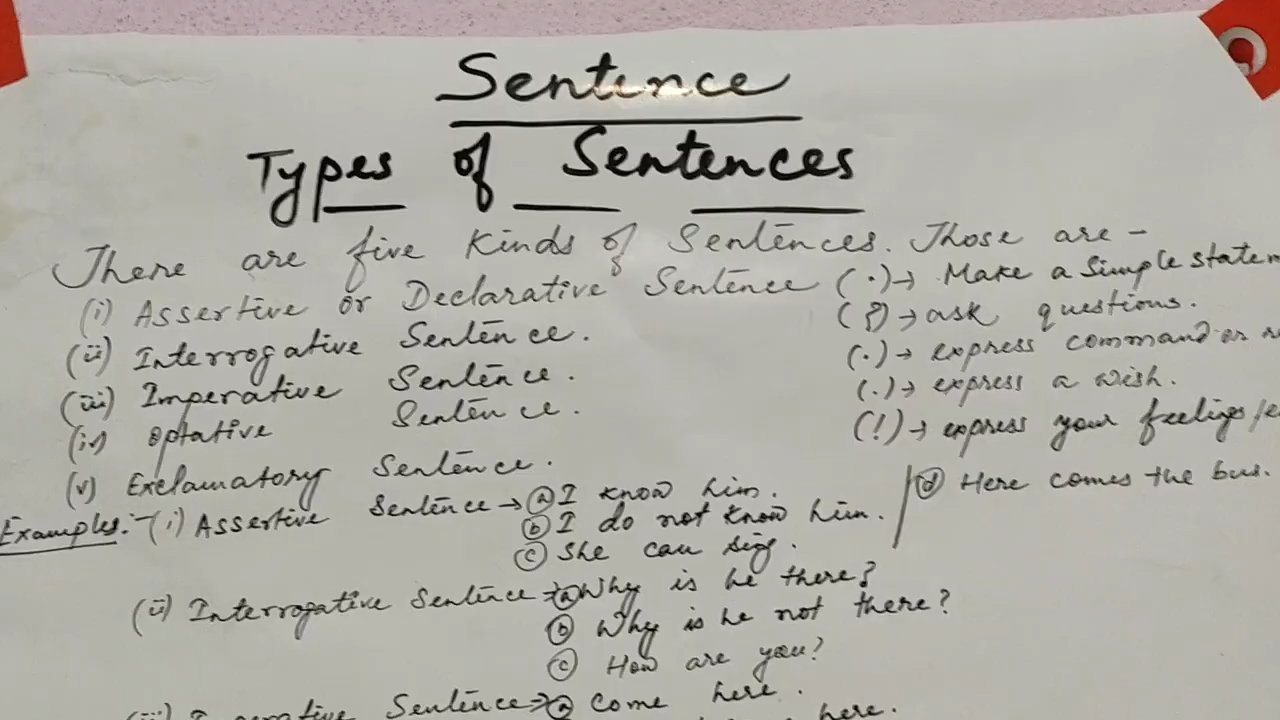 Sentence
Types of Sentences
There are five kinds of Sentences. Those are -
(i) Assertive or Declarative Sentence (.)→ Make a Simple
(ii) Interrogative Sentence. (?)→ ask questions.
(iii) Imperative Sentence. (.)→ express command or
(iv) Optative Sentence. (.)→ express a wish.
(v) Exclamatory Sentence. (!)→ express your feelings/
Examples:- (i) Assertive Sentence → (a) I know him. (d) Here comes the bus.
(b) I do not know him.
(c) She can sing.
(ii) Interrogative Sentence → (a) Why is he there?
(b) Why is he not there?
(c) How are you?
(iii) Imperative Sentence → (a) Come here.
here.